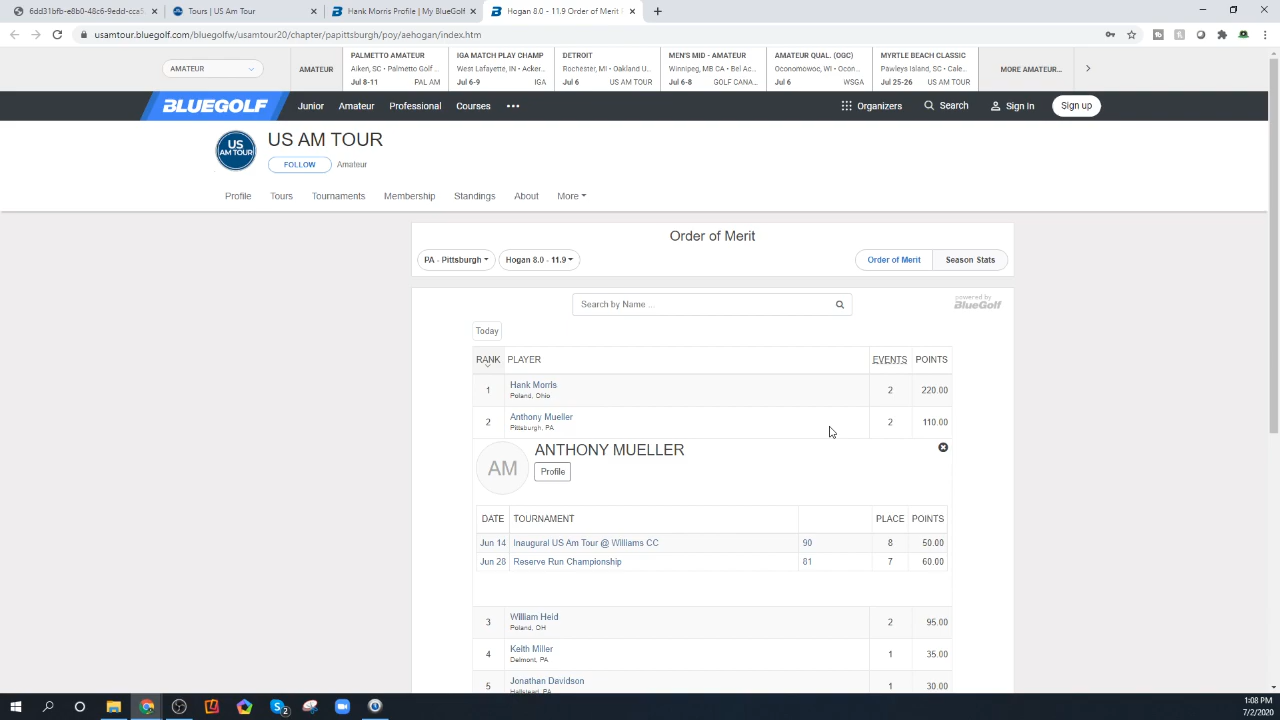 6dd31bfb-e8b0-48c6-9edd-cca5
Tours | US Am Tour
Hank Morris Profile | My BlueGolf
Hogan 8.0 - 11.9 Order of Merit
usamtour.bluegolf.com/bluegolfw/usamtour20/chapter/papittsburgh/poy/aehogan/index.htm
AMATEUR
AMATEUR
PALMETTO AMATEUR
Aiken, SC • Palmetto Golf ...
Jul 8-11 PAL AM
IGA MATCH PLAY CHAMP
West Lafayette, IN • Acker...
Jul 6-9 IGA
DETROIT
Rochester, MI • Oakland U...
Jul 6 US AM TOUR
MEN'S MID - AMATEUR
Winnipeg, MB CA • Bel Ac...
Jul 6-8 GOLF CANA...
AMATEUR QUAL. (OGC)
Oconomowoc, WI • Ocon...
Jul 6 WSGA
MYRTLE BEACH CLASSIC
Pawleys Island, SC • Cale...
Jul 25-26 US AM TOUR
MORE AMATEUR...
BLUEGOLF
Junior Amateur Professional Courses
Organizers Search Sign In Sign up
US AM TOUR
US AM TOUR
FOLLOW Amateur
Profile Tours Tournaments Membership Standings About More
Order of Merit
PA - Pittsburgh Hogan 8.0 - 11.9 Order of Merit Season Stats
Search by Name ...
powered by
BlueGolf
Today
RANK PLAYER EVENTS POINTS
1 Hank Morris 2 220.00
Poland, Ohio
2 Anthony Mueller 2 110.00
Pittsburgh, PA
AM
ANTHONY MUELLER
Profile
DATE TOURNAMENT PLACE POINTS
Jun 14 Inaugural US Am Tour @ Williams CC 90 8 50.00
Jun 28 Reserve Run Championship 81 7 60.00
3 William Heid 2 95.00
Poland, OH
4 Keith Miller 1 35.00
Delmont, PA
5 Jonathan Davidson 1 30.00
Hallstead, PA
1:08 PM
7/2/2020